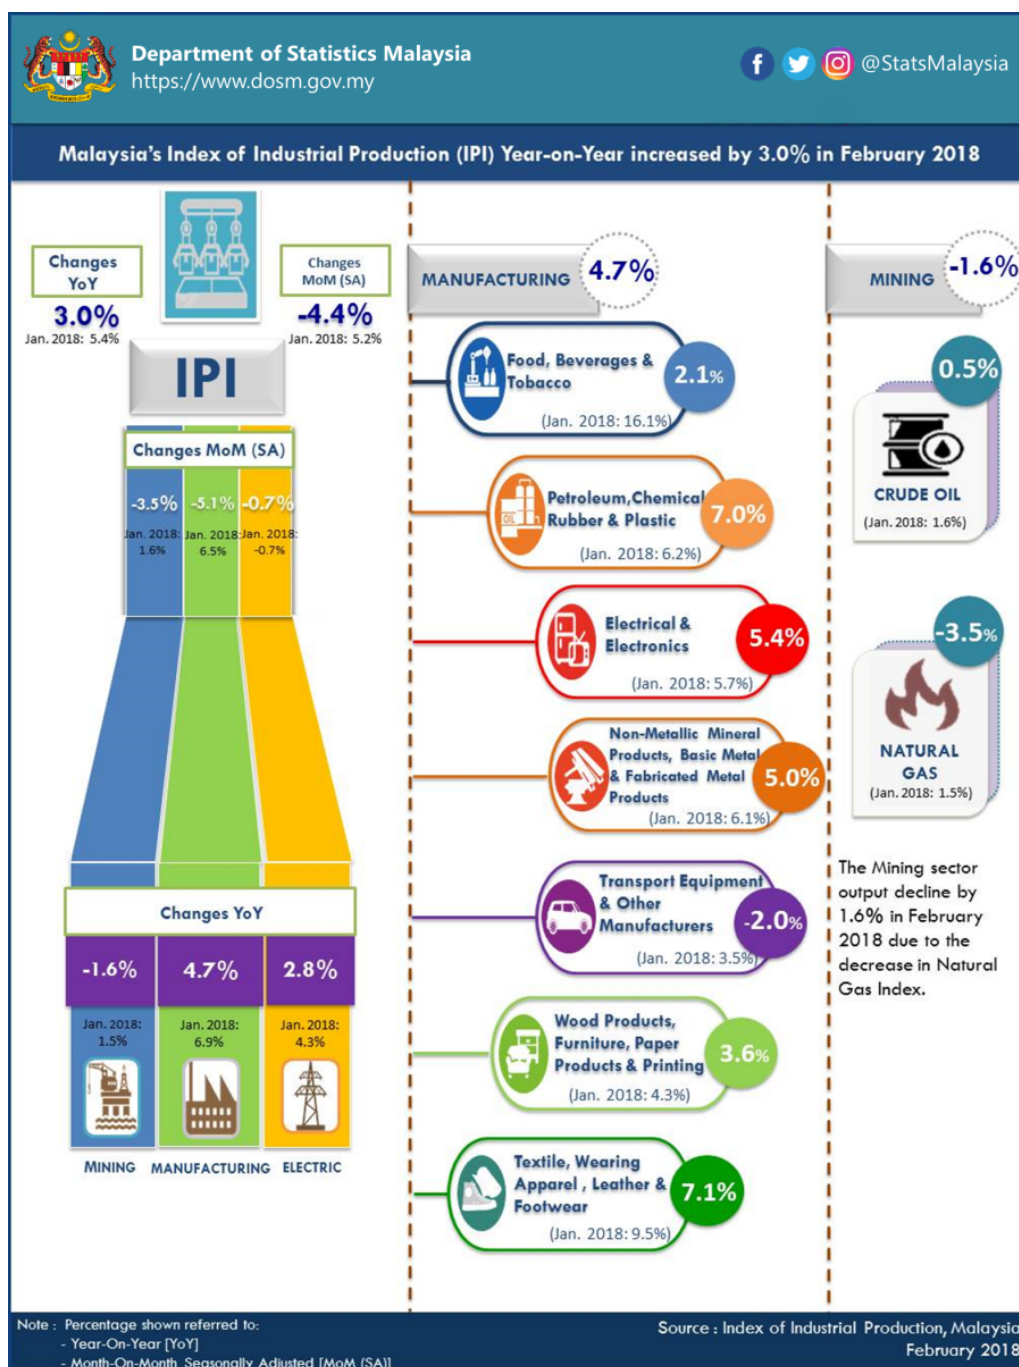 Department of Statistics Malaysia
https://www.dosm.gov.my
@StatsMalaysia
Malaysia's Index of Industrial Production (IPI) Year-on-Year increased by 3.0% in February 2018
Changes
YoY
3.0%
Jan. 2018: 5.4%
Changes
MoM (SA)
-4.4%
Jan. 2018: 5.2%
IPI
Changes MoM (SA)
-3.5%
Jan. 2018:
1.6%
-5.1%
Jan. 2018:
6.5%
-0.7%
Jan. 2018:
-0.7%
Changes YoY
-1.6%
Jan. 2018:
1.5%
MINING
4.7%
Jan. 2018:
6.9%
MANUFACTURING
2.8%
Jan. 2018:
4.3%
ELECTRIC
MANUFACTURING
4.7%
Food, Beverages &
Tobacco
2.1%
(Jan. 2018: 16.1%)
Petroleum,Chemical
Rubber & Plastic
OIL
7.0%
(Jan. 2018: 6.2%)
Electrical &
Electronics
5.4%
(Jan. 2018: 5.7%)
Non-Metallic Mineral
Products, Basic Metal
& Fabricated Metal
Products
5.0%
(Jan. 2018: 6.1%)
Transport Equipment
& Other
Manufacturers
-2.0%
(Jan. 2018: 3.5%)
Wood Products,
Furniture, Paper
Products & Printing
3.6%
(Jan. 2018: 4.3%)
Textile, Wearing
Apparel , Leather &
Footwear
7.1%
(Jan. 2018: 9.5%)
MINING
-1.6%
0.5%
CRUDE OIL
(Jan. 2018: 1.6%)
-3.5%
NATURAL
GAS
(Jan. 2018: 1.5%)
The Mining sector
output decline by
1.6% in February
2018 due to the
decrease in Natural
Gas Index.
Note : Percentage shown referred to:
- Year-On-Year [YoY]
- Month-On-Month Seasonally Adjusted [MoM (SA)]
Source : Index of Industrial Production, Malaysia
February 2018